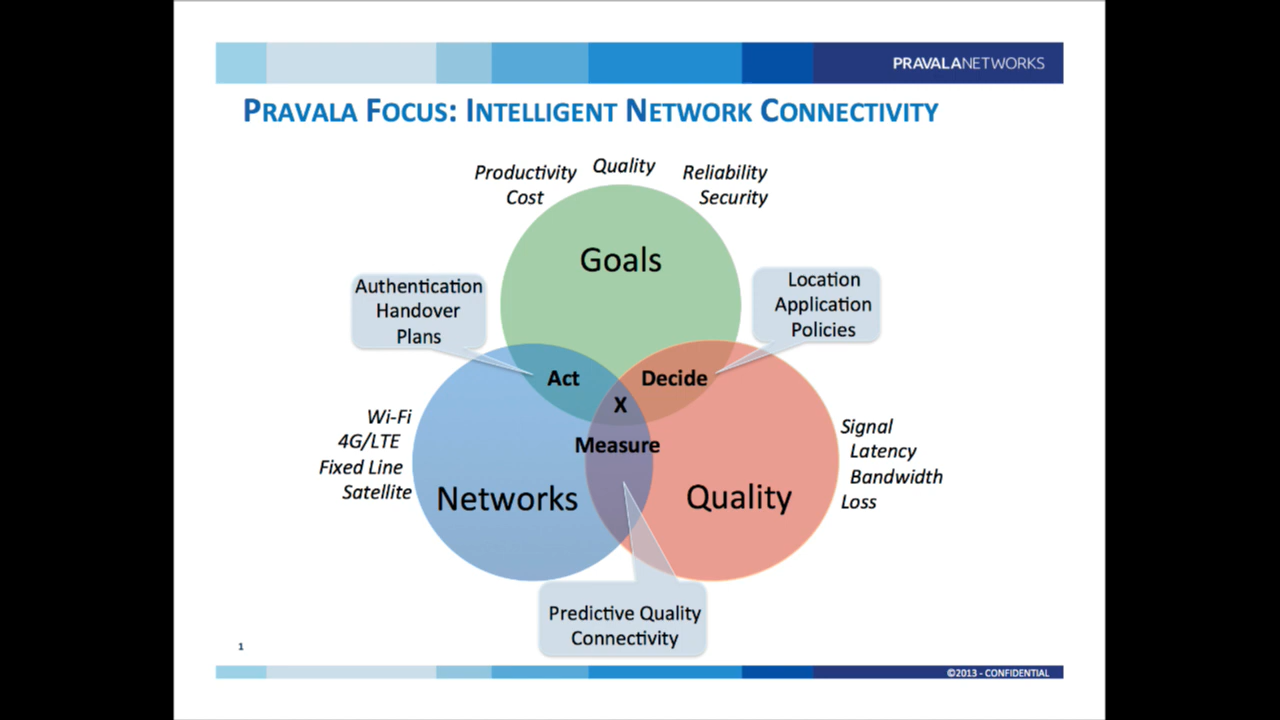 PRAVALANETWORKS
PRAVALA FOCUS: INTELLIGENT NETWORK CONNECTIVITY
Productivity
Cost
Quality
Reliability
Security
Goals
Authentication
Handover
Plans
Location
Application
Policies
Act
Decide
X
Measure
Wi-Fi
4G/LTE
Fixed Line
Satellite
Networks
Quality
Signal
Latency
Bandwidth
Loss
Predictive Quality
Connectivity
1
©2013 - CONFIDENTIAL